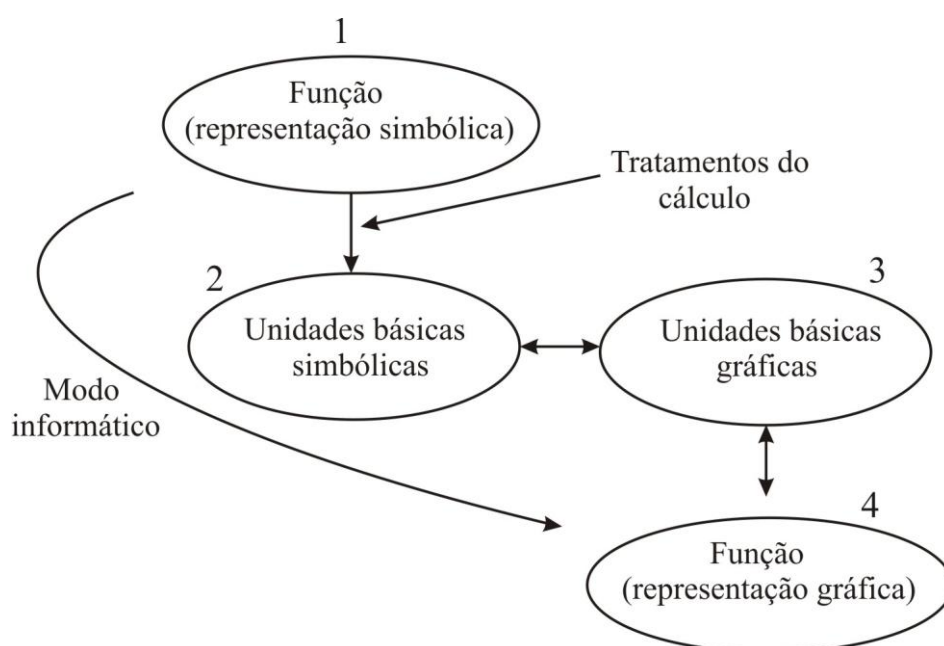 1
Função
(representação simbólica)
Tratamentos do
cálculo
2
Unidades básicas
simbólicas
3
Unidades básicas
gráficas
Modo
informático
4
Função
(representação gráfica)